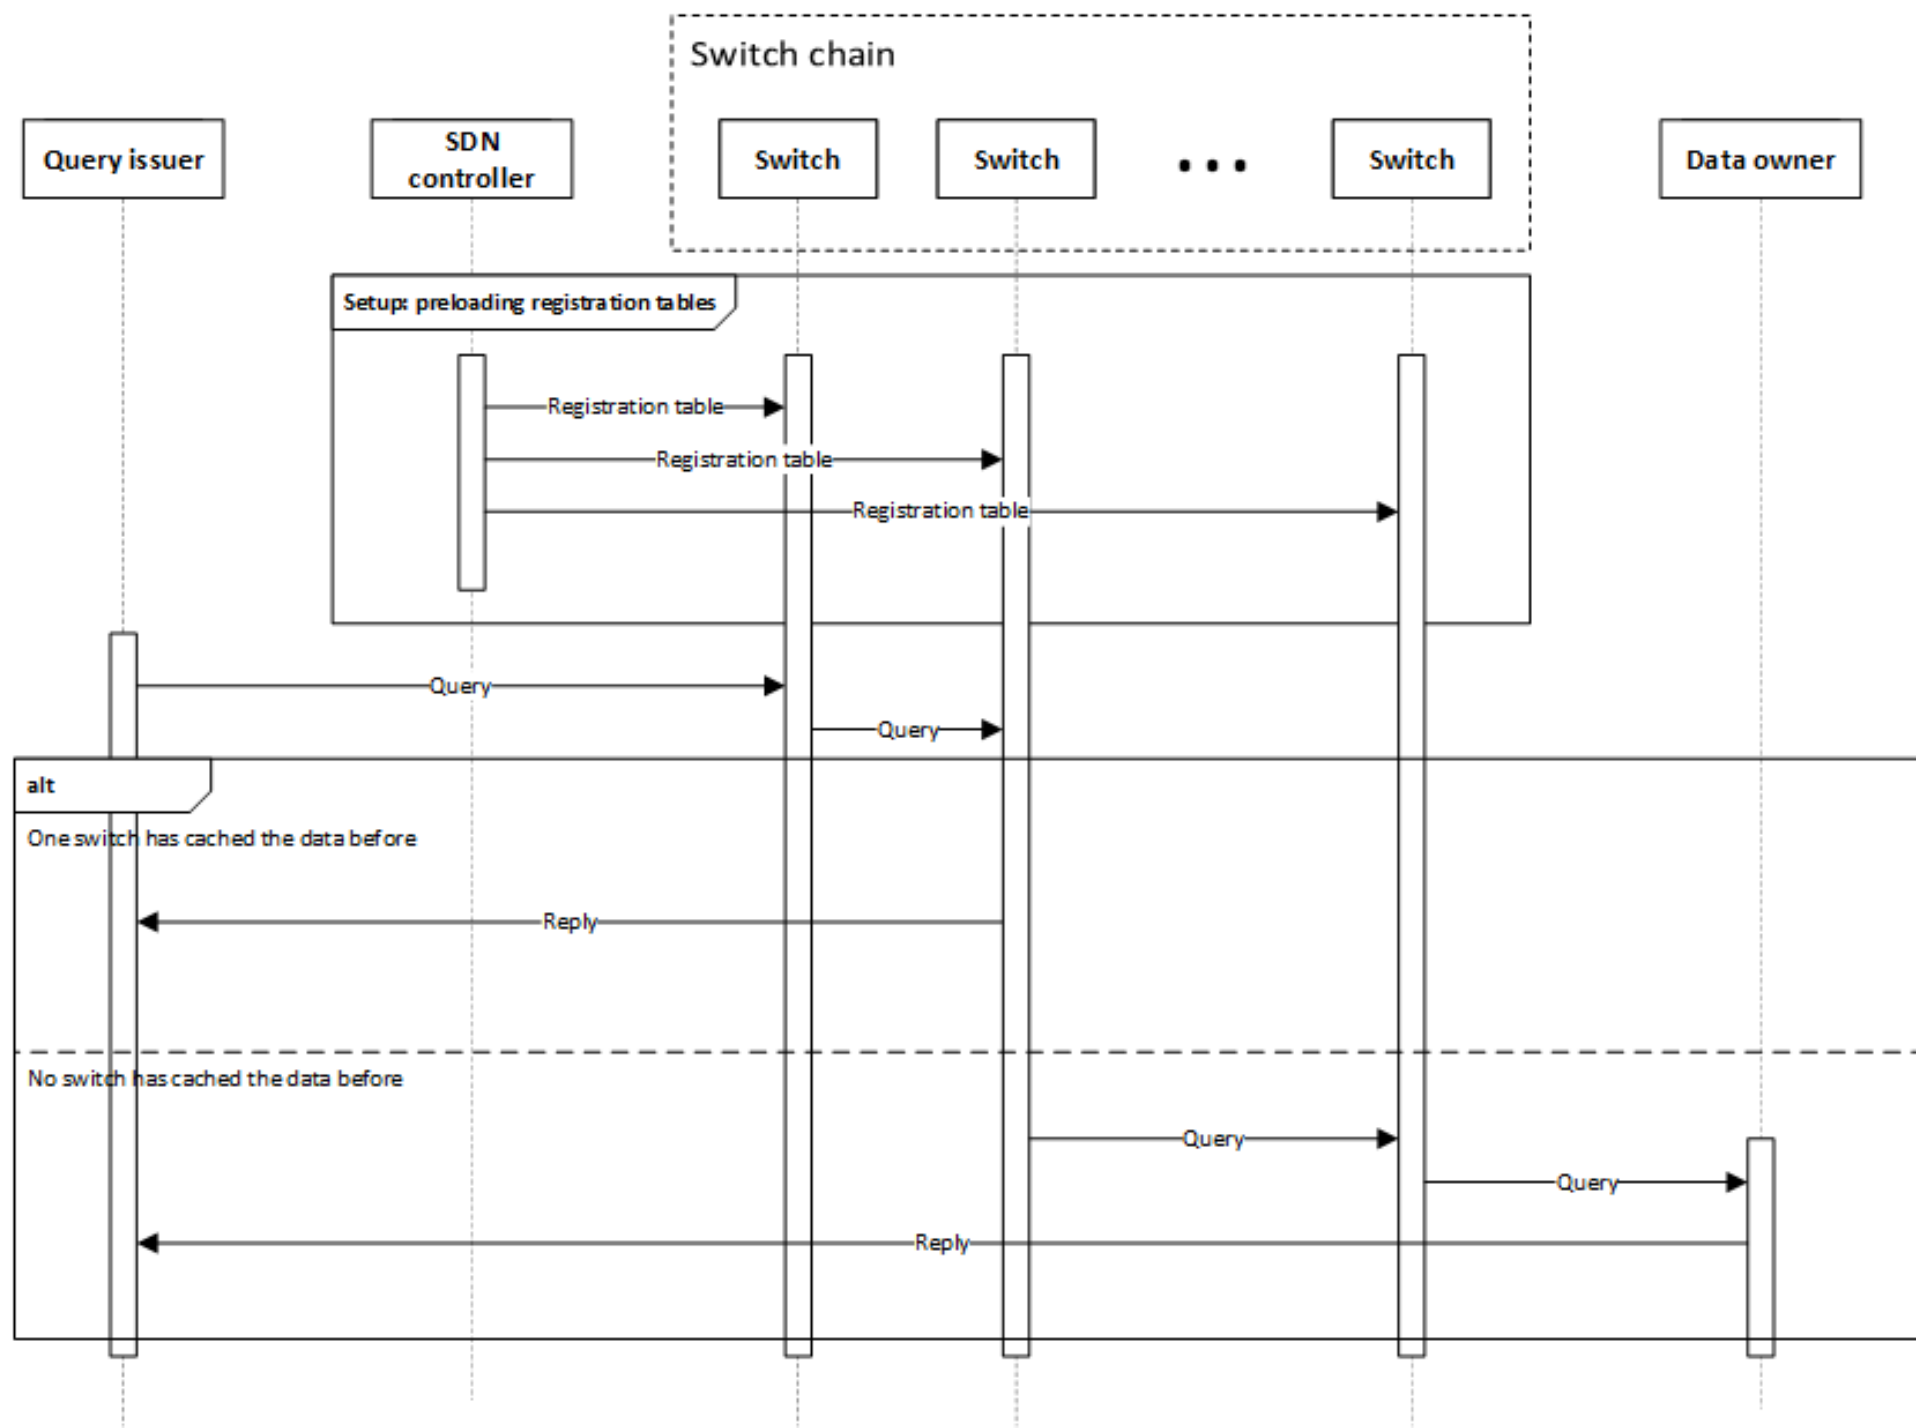 Switch chain
Query issuer
SDN
controller
Switch
Switch
...
Switch
Data owner
Setup: preloading registration tables
Registration table
Registration table
Registration table
Query
Query
alt
One switch has cached the data before
Reply
No switch has cached the data before
Query
Query
Reply